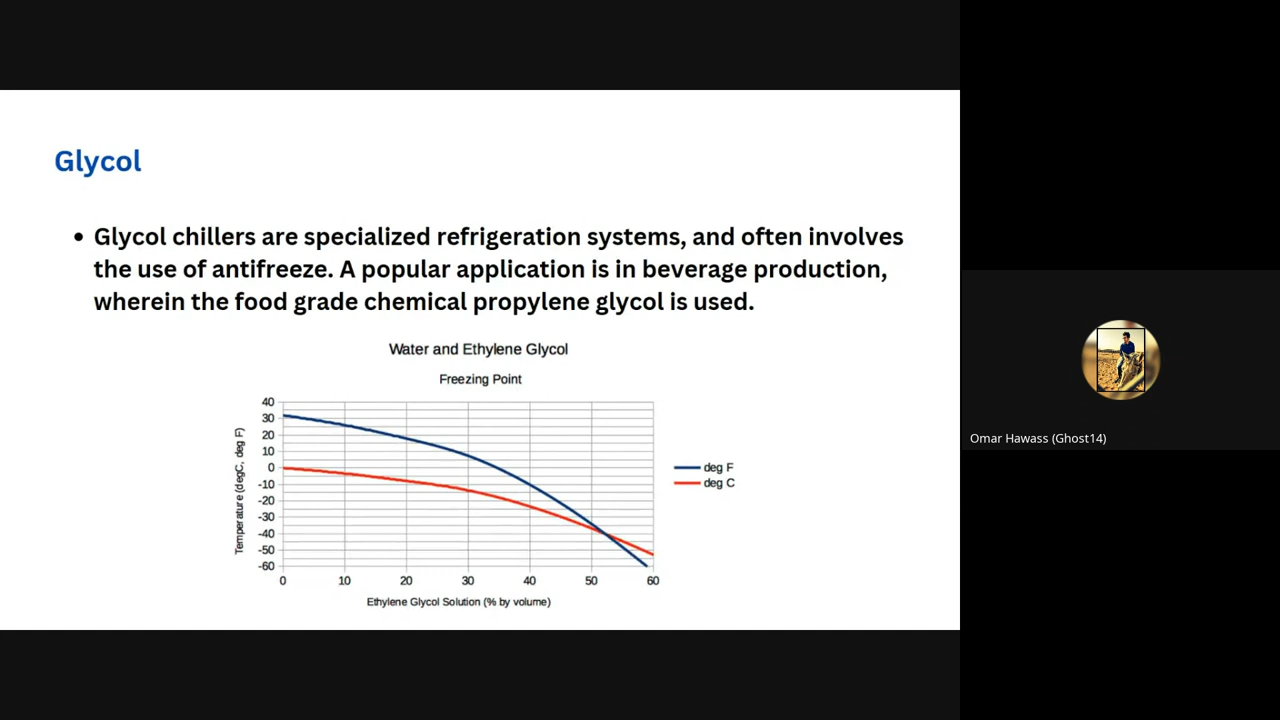 Glycol
• Glycol chillers are specialized refrigeration systems, and often involves
the use of antifreeze. A popular application is in beverage production,
wherein the food grade chemical propylene glycol is used.
Water and Ethylene Glycol
Freezing Point
Temperature (degC, deg F)
40
30
20
10
0
-10
-20
-30
-40
-50
-60
0 10 20 30 40 50 60
Ethylene Glycol Solution (% by volume)
deg F
deg C
Omar Hawass (Ghost14)